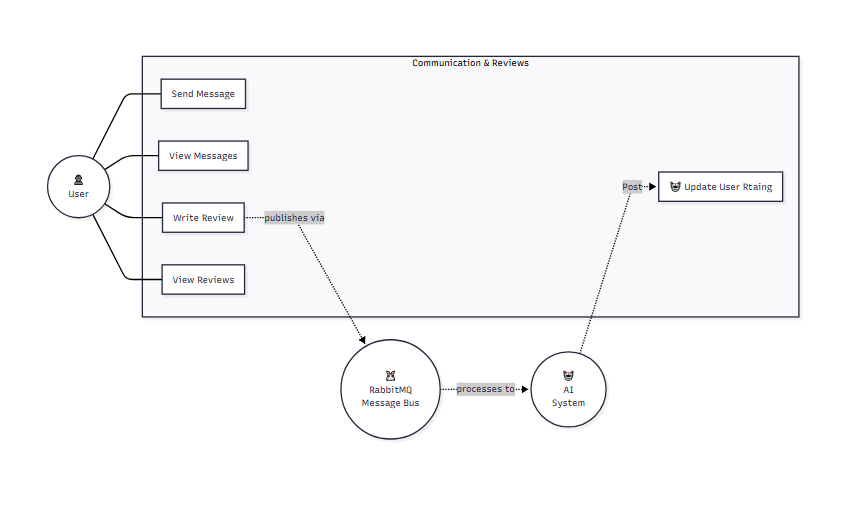 Communication & Reviews
Send Message
View Messages
User
Post
Update User Rtaing
Write Review
publishes via
View Reviews
RabbitMQ
Message Bus
processes to
AI
System